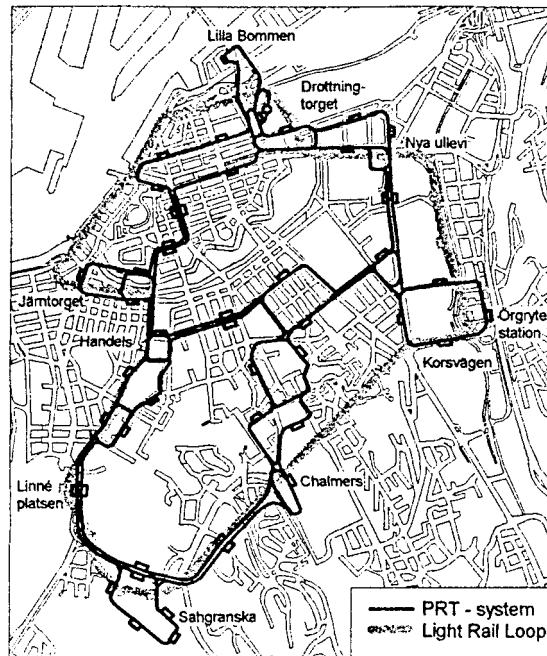 Lilla Bommen
Drottning-
torget
Nya ullevi
Järntorget
Handels
Örgryte
station
Korsvägen
Linné
platsen
Chalmers
Sahgranska
PRT - system
Light Rail Loop